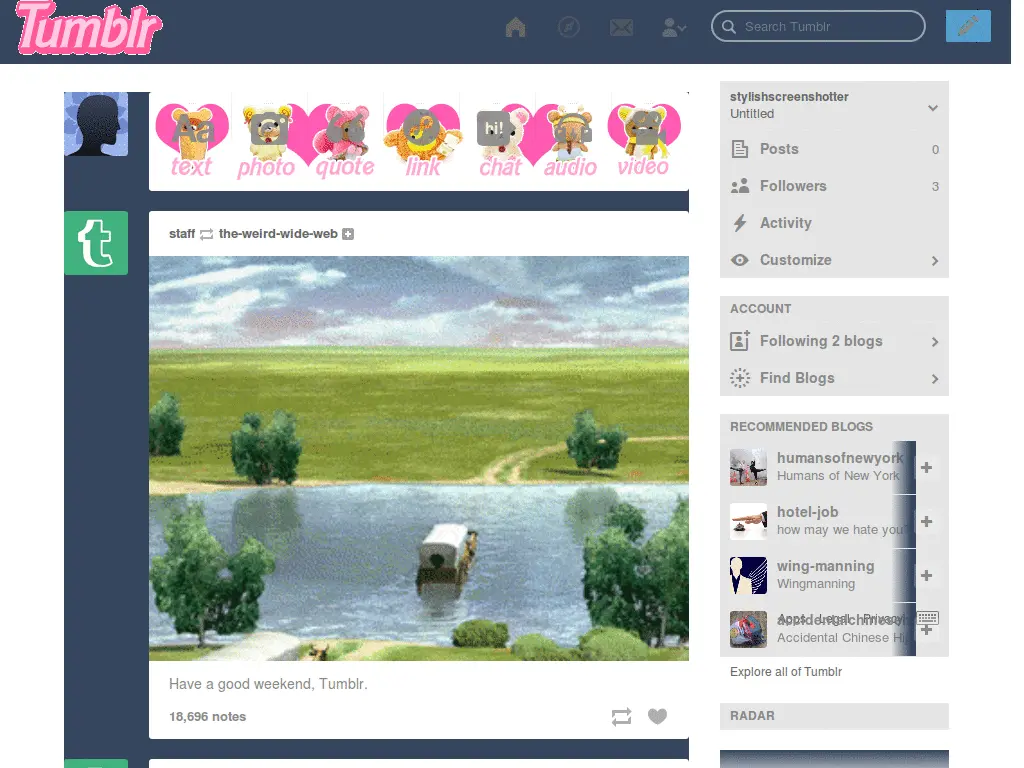 Tumblr
Search Tumblr
Aa
hi!
text photo quote link chat audio video
staff the-weird-wide-web
Have a good weekend, Tumblr.
18,696 notes
stylishscreenshotter
Untitled
Posts 0
Followers 3
Activity
Customize
ACCOUNT
Following 2 blogs
Find Blogs
RECOMMENDED BLOGS
humansofnewyork
Humans of New York
hotel-job
how may we hate you
wing-manning
Wingmanning
Apps Legal Privacy
Accidental Chinese Hi
Explore all of Tumblr
RADAR